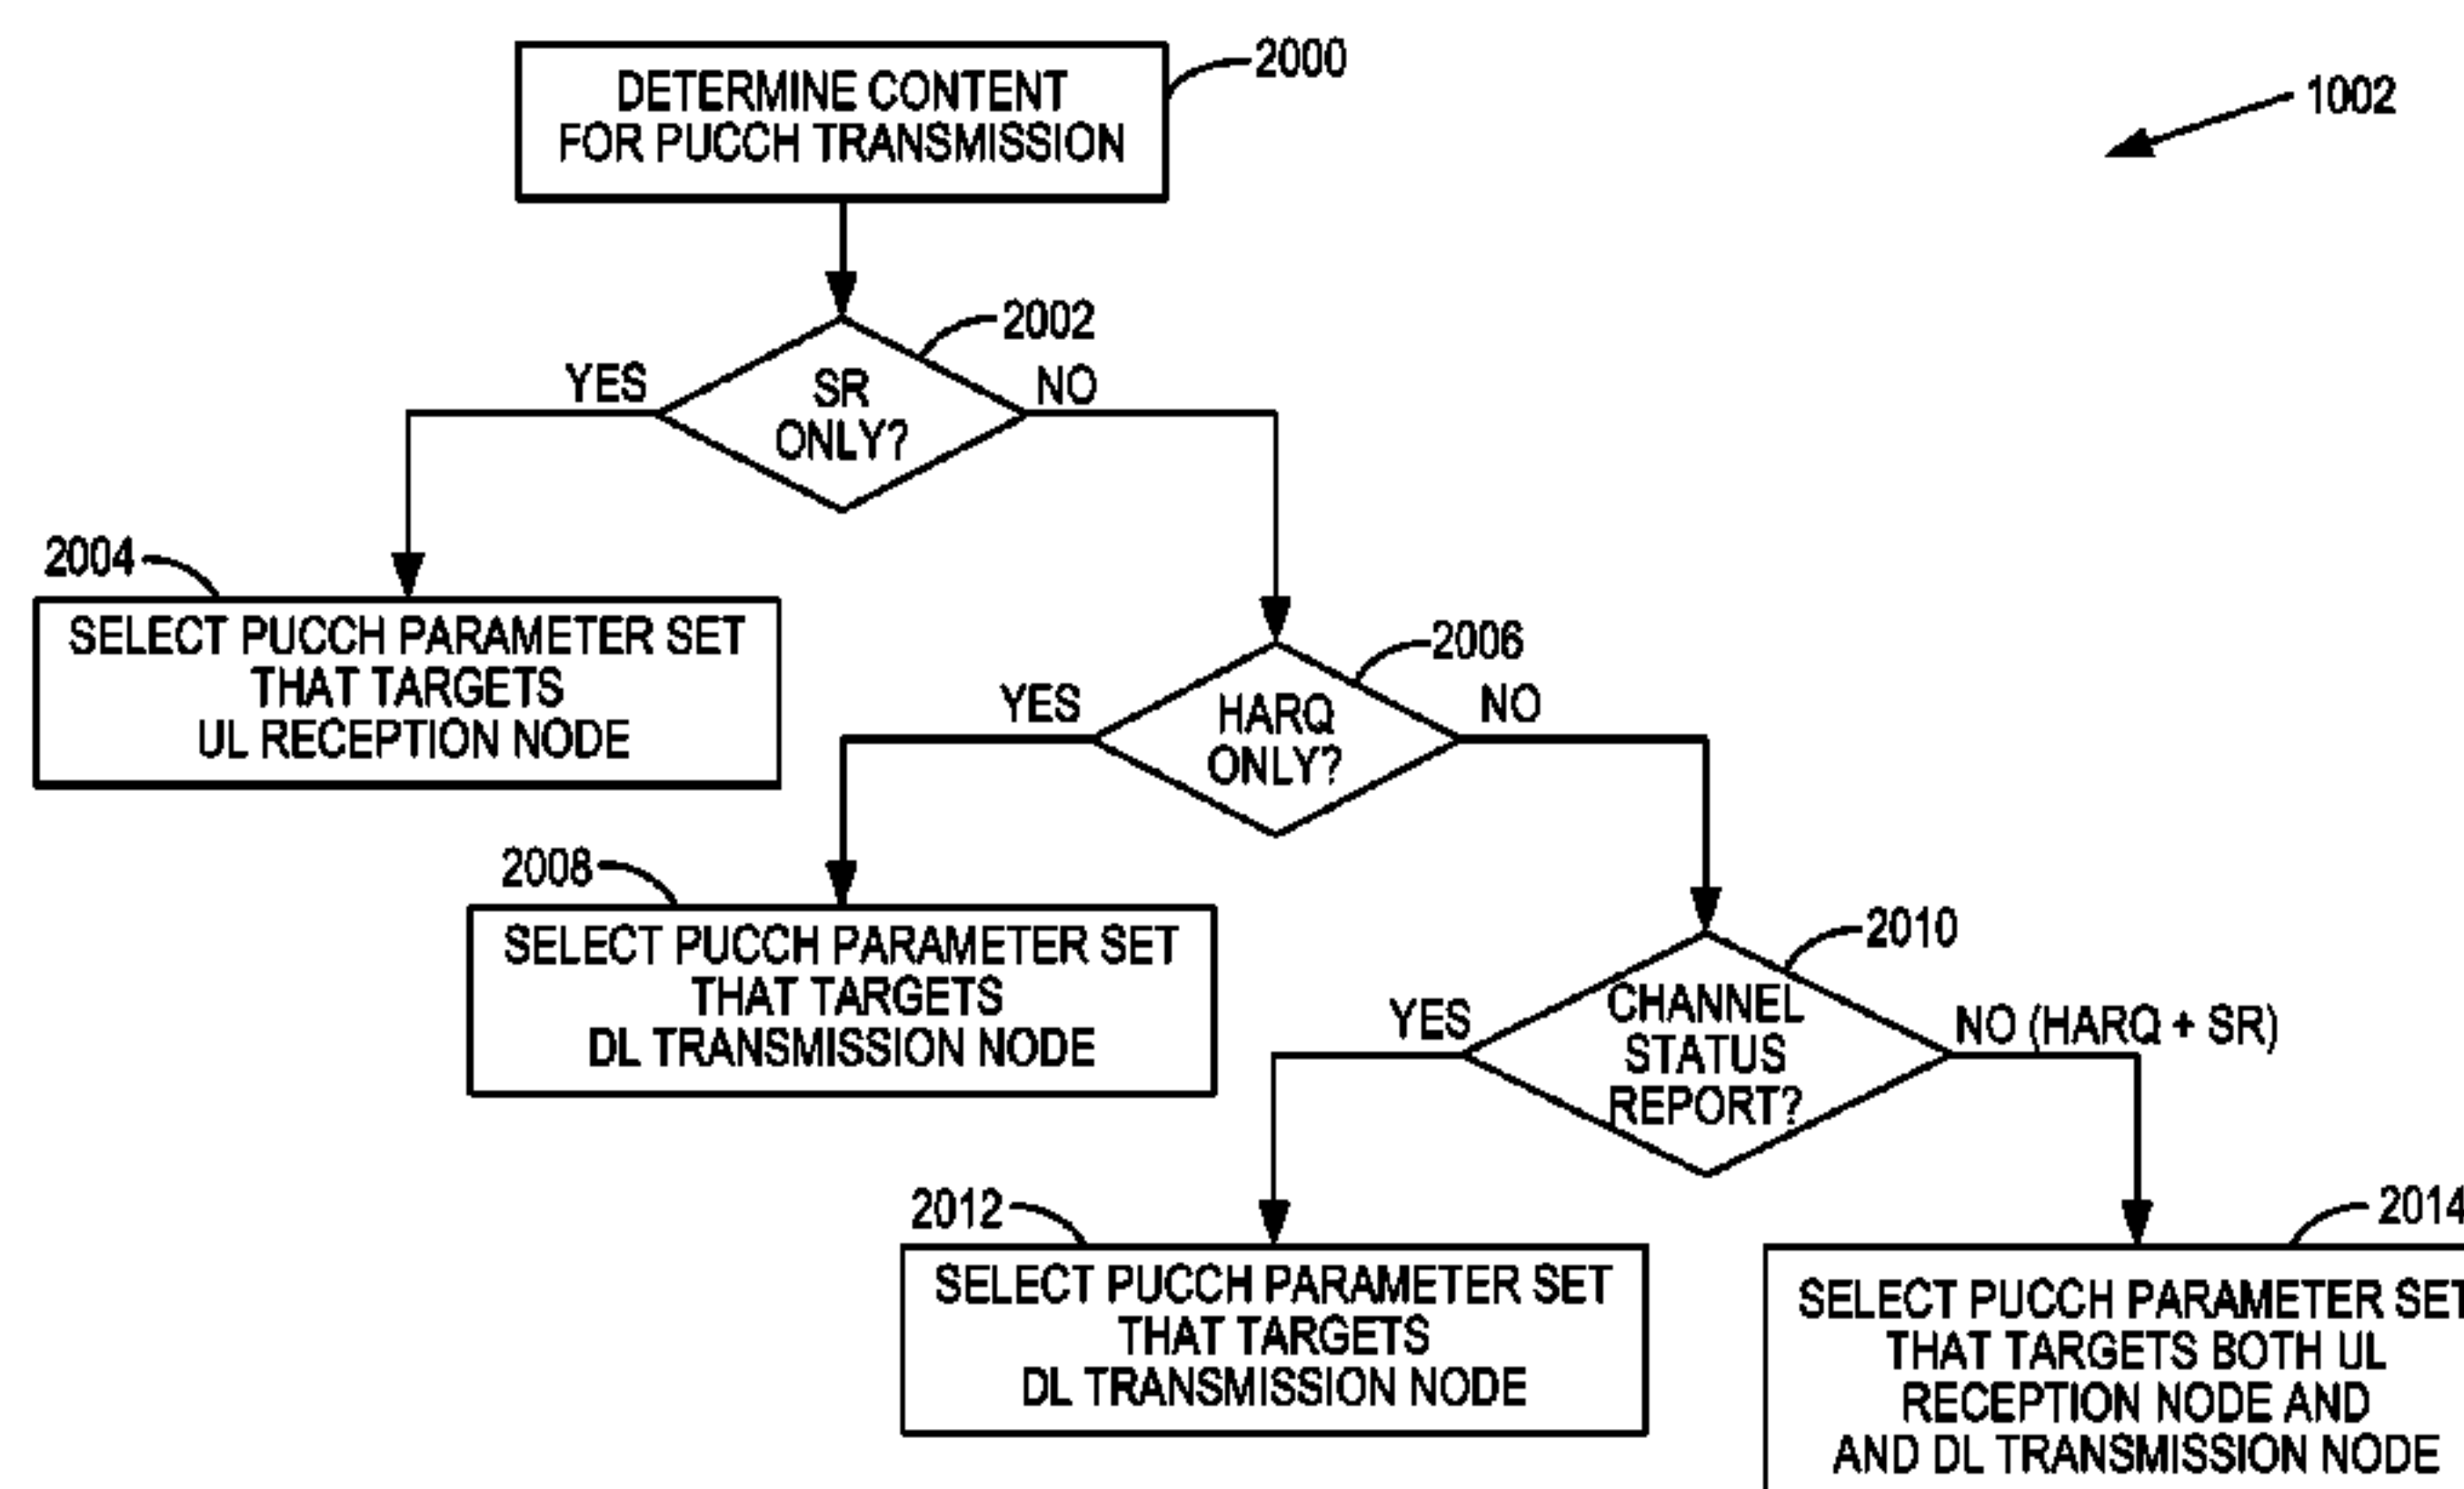 DETERMINE CONTENT
FOR PUCCH TRANSMISSION
2000
1002
2002
YES
SR
ONLY?
NO
2004
SELECT PUCCH PARAMETER SET
THAT TARGETS
UL RECEPTION NODE
2006
YES
HARQ
ONLY?
NO
2008
SELECT PUCCH PARAMETER SET
THAT TARGETS
DL TRANSMISSION NODE
2010
YES
CHANNEL
STATUS
REPORT?
NO (HARQ + SR)
2012
SELECT PUCCH PARAMETER SET
THAT TARGETS
DL TRANSMISSION NODE
2014
SELECT PUCCH PARAMETER SET
THAT TARGETS BOTH UL
RECEPTION NODE AND
AND DL TRANSMISSION NODE